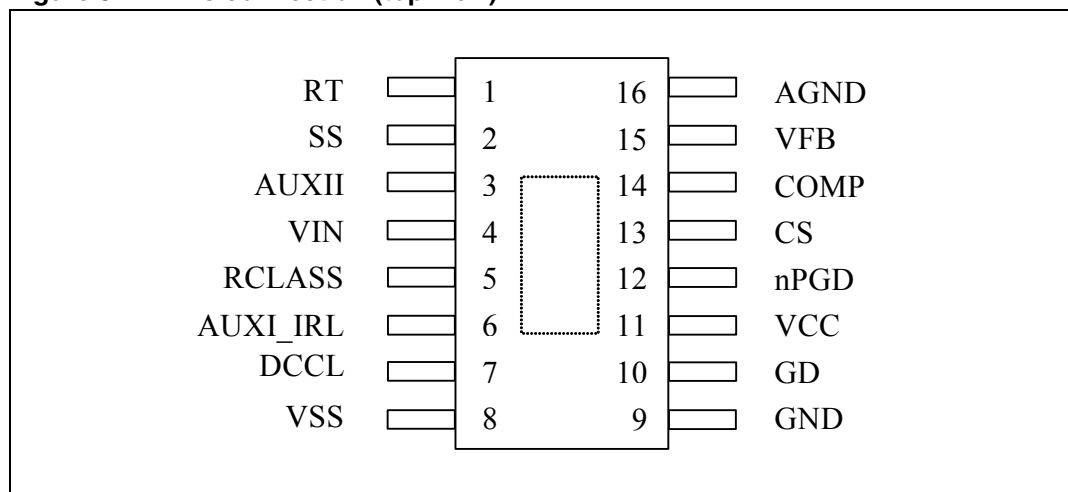 RT 1 16 AGND
SS 2 15 VFB
AUXII 3 14 COMP
VIN 4 13 CS
RCLASS 5 12 nPGD
AUXI_IRL 6 11 VCC
DCCL 7 10 GD
VSS 8 9 GND